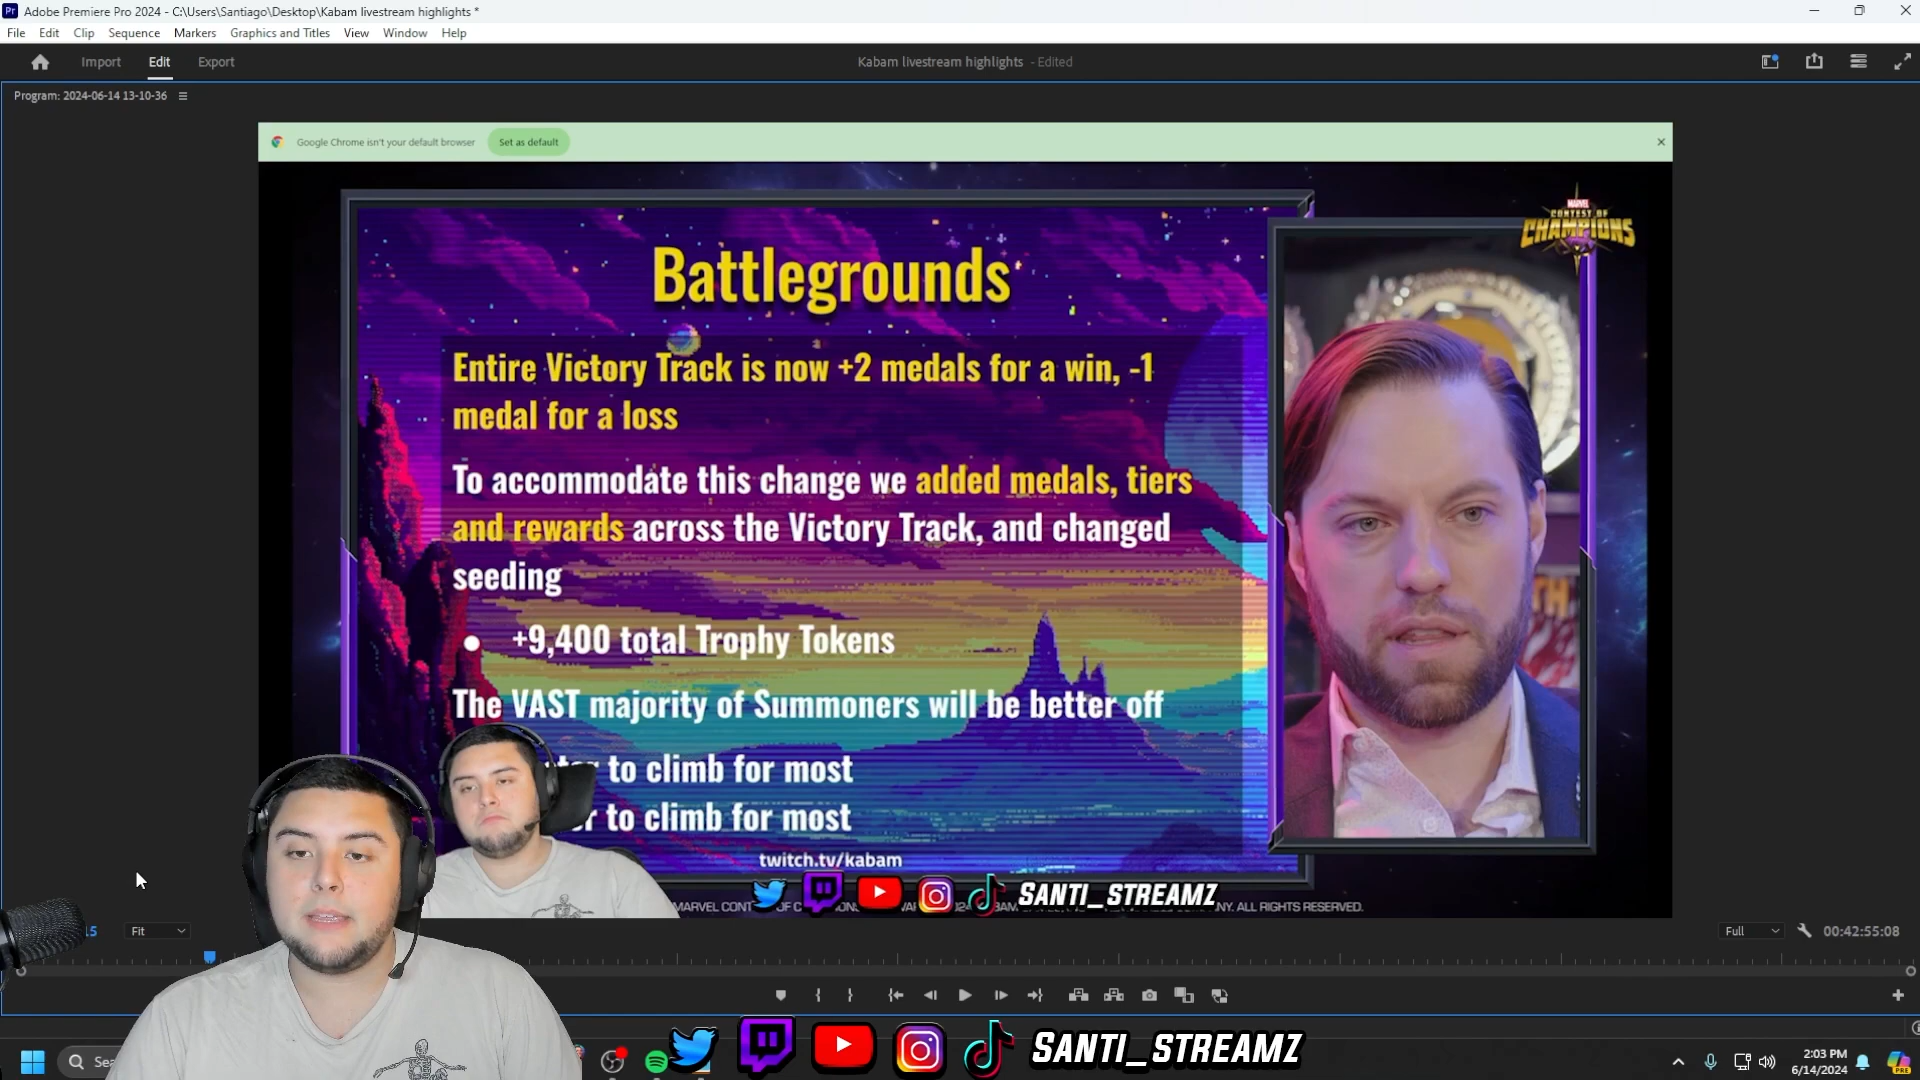 Adobe Premiere Pro 2024 - C:\Users\Santiago\Desktop\Kabam livestream highlights *
File Edit Clip Sequence Markers Graphics and Titles View Window Help
Import Edit Export
Kabam livestream highlights - Edited
Program: 2024-06-14 13-10-36
Google Chrome isn't your default browser Set as default
MARVEL
CONTEST OF
CHAMPIONS
Battlegrounds
Entire Victory Track is now +2 medals for a win, -1
medal for a loss
To accommodate this change we added medals, tiers
and rewards across the Victory Track, and changed
seeding
• +9,400 total Trophy Tokens
The VAST majority of Summoners will be better off
to climb for most
to climb for most
twitch.tv/kabam
SANTI_STREAMZ
MARVEL ALL RIGHTS RESERVED.
Fit
Full
00:42:55:08
SANTI_STREAMZ
2:03 PM
6/14/2024
PRE